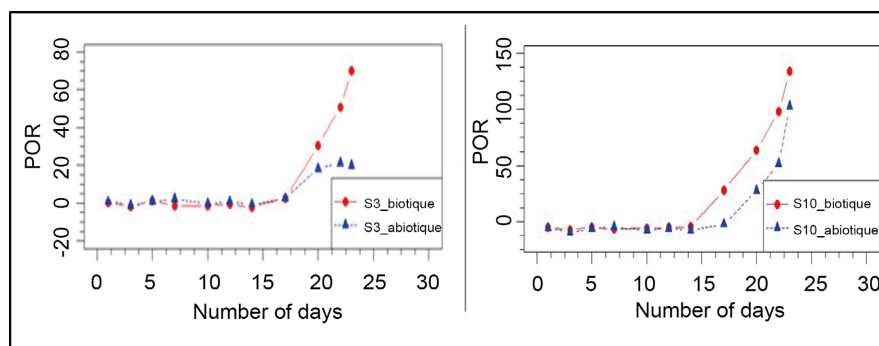 80
60
40
20
0
-20
POR
0 5 10 15 20 25 30
Number of days
S3_biotique
S3_abiotique
150
100
50
0
POR
0 5 10 15 20 25 30
Number of days
S10_biotique
S10_abiotique